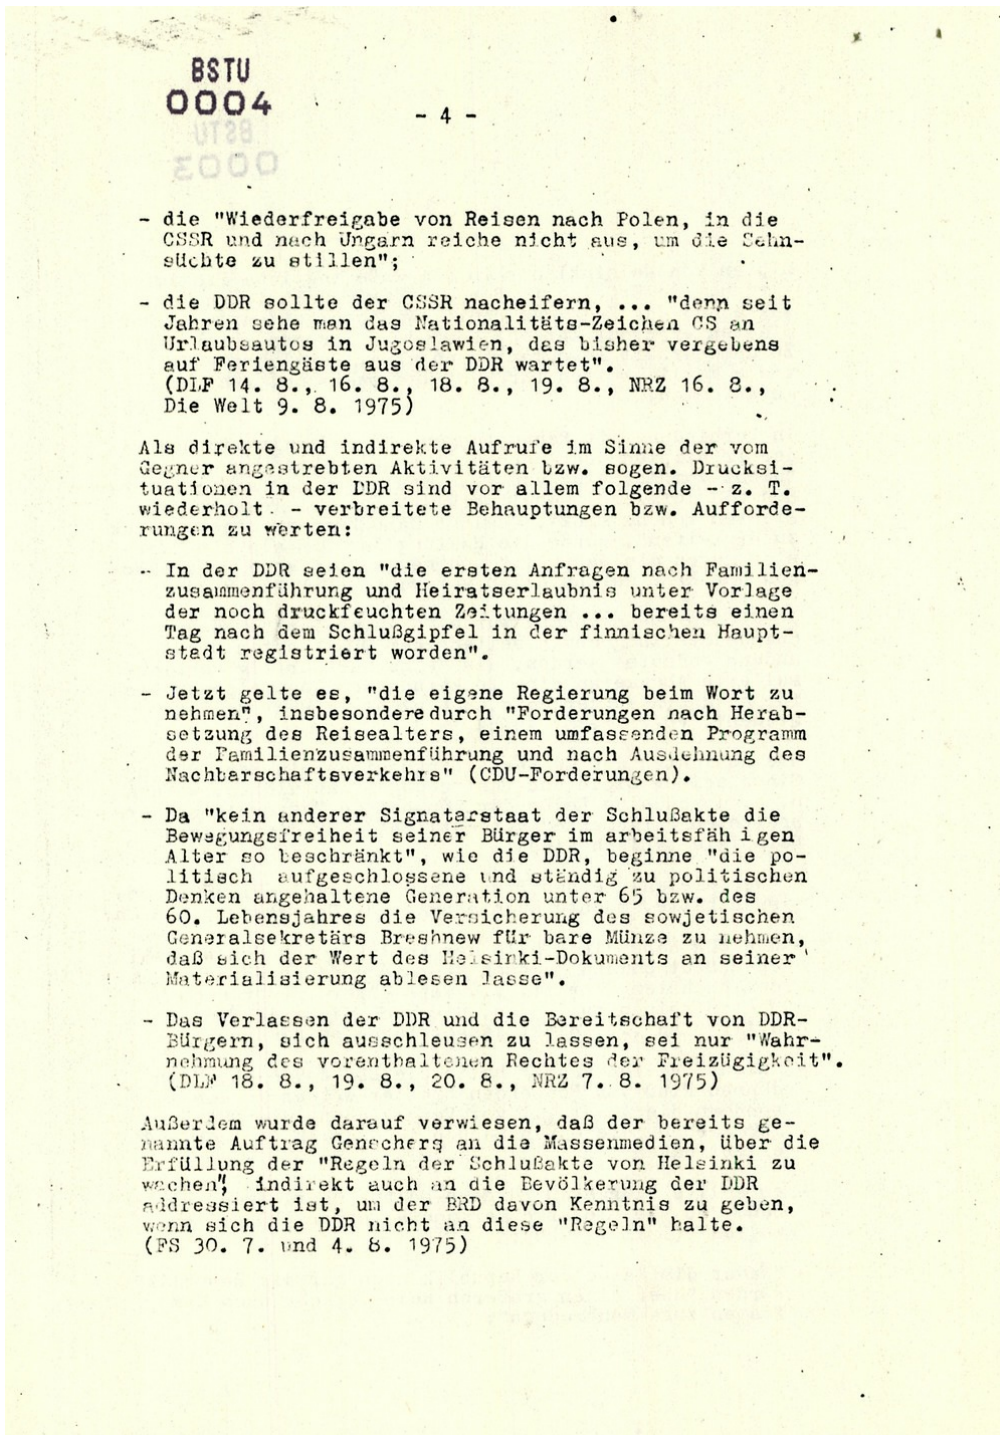 BSTU
0004
- 4 -
- die "Wiederfreigabe von Reisen nach Polen, in die
CSSR und nach Ungarn reiche nicht aus, um die Sehn-
süchte zu stillen";
- die DDR sollte der CSSR nacheifern, ... "denn seit
Jahren sehe man das Nationalitäts-Zeichen CS an
Urlaubsautos in Jugoslawien, das bisher vergebens
auf Feriengäste aus der DDR wartet".
(DLF 14. 8., 16. 8., 18. 8., 19. 8., NRZ 16. 8.,
Die Welt 9. 8. 1975)
Als direkte und indirekte Aufrufe im Sinne der vom
Gegner angestrebten Aktivitäten bzw. sogen. Drucksi-
tuationen in der DDR sind vor allem folgende - z. T.
wiederholt - verbreitete Behauptungen bzw. Aufforde-
rungen zu werten:
- In der DDR seien "die ersten Anfragen nach Familien-
zusammenführung und Heiratserlaubnis unter Vorlage
der noch druckfeuchten Zeitungen ... bereits einen
Tag nach dem Schlußgipfel in der finnischen Haupt-
stadt registriert worden".
- Jetzt gelte es, "die eigene Regierung beim Wort zu
nehmen", insbesondere durch "Forderungen nach Herab-
setzung des Reisealters, einem umfassenden Programm
der Familienzusammenführung und nach Ausdehnung des
Nachbarschaftsverkehrs" (CDU-Forderungen).
- Da "kein anderer Signatarstaat der Schlußakte die
Bewegungsfreiheit seiner Bürger im arbeitsfäh igen
Alter so beschränkt", wie die DDR, beginne "die po-
litisch aufgeschlossene und ständig zu politischen
Denken angehaltene Generation unter 65 bzw. des
60. Lebensjahres die Versicherung des sowjetischen
Generalsekretärs Breshnew für bare Münze zu nehmen,
daß sich der Wert des Helsinki-Dokuments an seiner
Materialisierung ablesen lasse".
- Das Verlassen der DDR und die Bereitschaft von DDR-
Bürgern, sich ausschleusen zu lassen, sei nur "Wahr-
nehmung des vorenthaltenen Rechtes der Freizügigkeit".
(DLF 18. 8., 19. 8., 20. 8., NRZ 7. 8. 1975)
Außerdem wurde darauf verwiesen, daß der bereits ge-
nannte Auftrag Genschers an die Massenmedien, über die
Erfüllung der "Regeln der Schlußakte von Helsinki zu
wachen", indirekt auch an die Bevölkerung der DDR
addressiert ist, um der BRD davon Kenntnis zu geben,
wenn sich die DDR nicht an diese "Regeln" halte.
(FS 30. 7. und 4. 8. 1975)